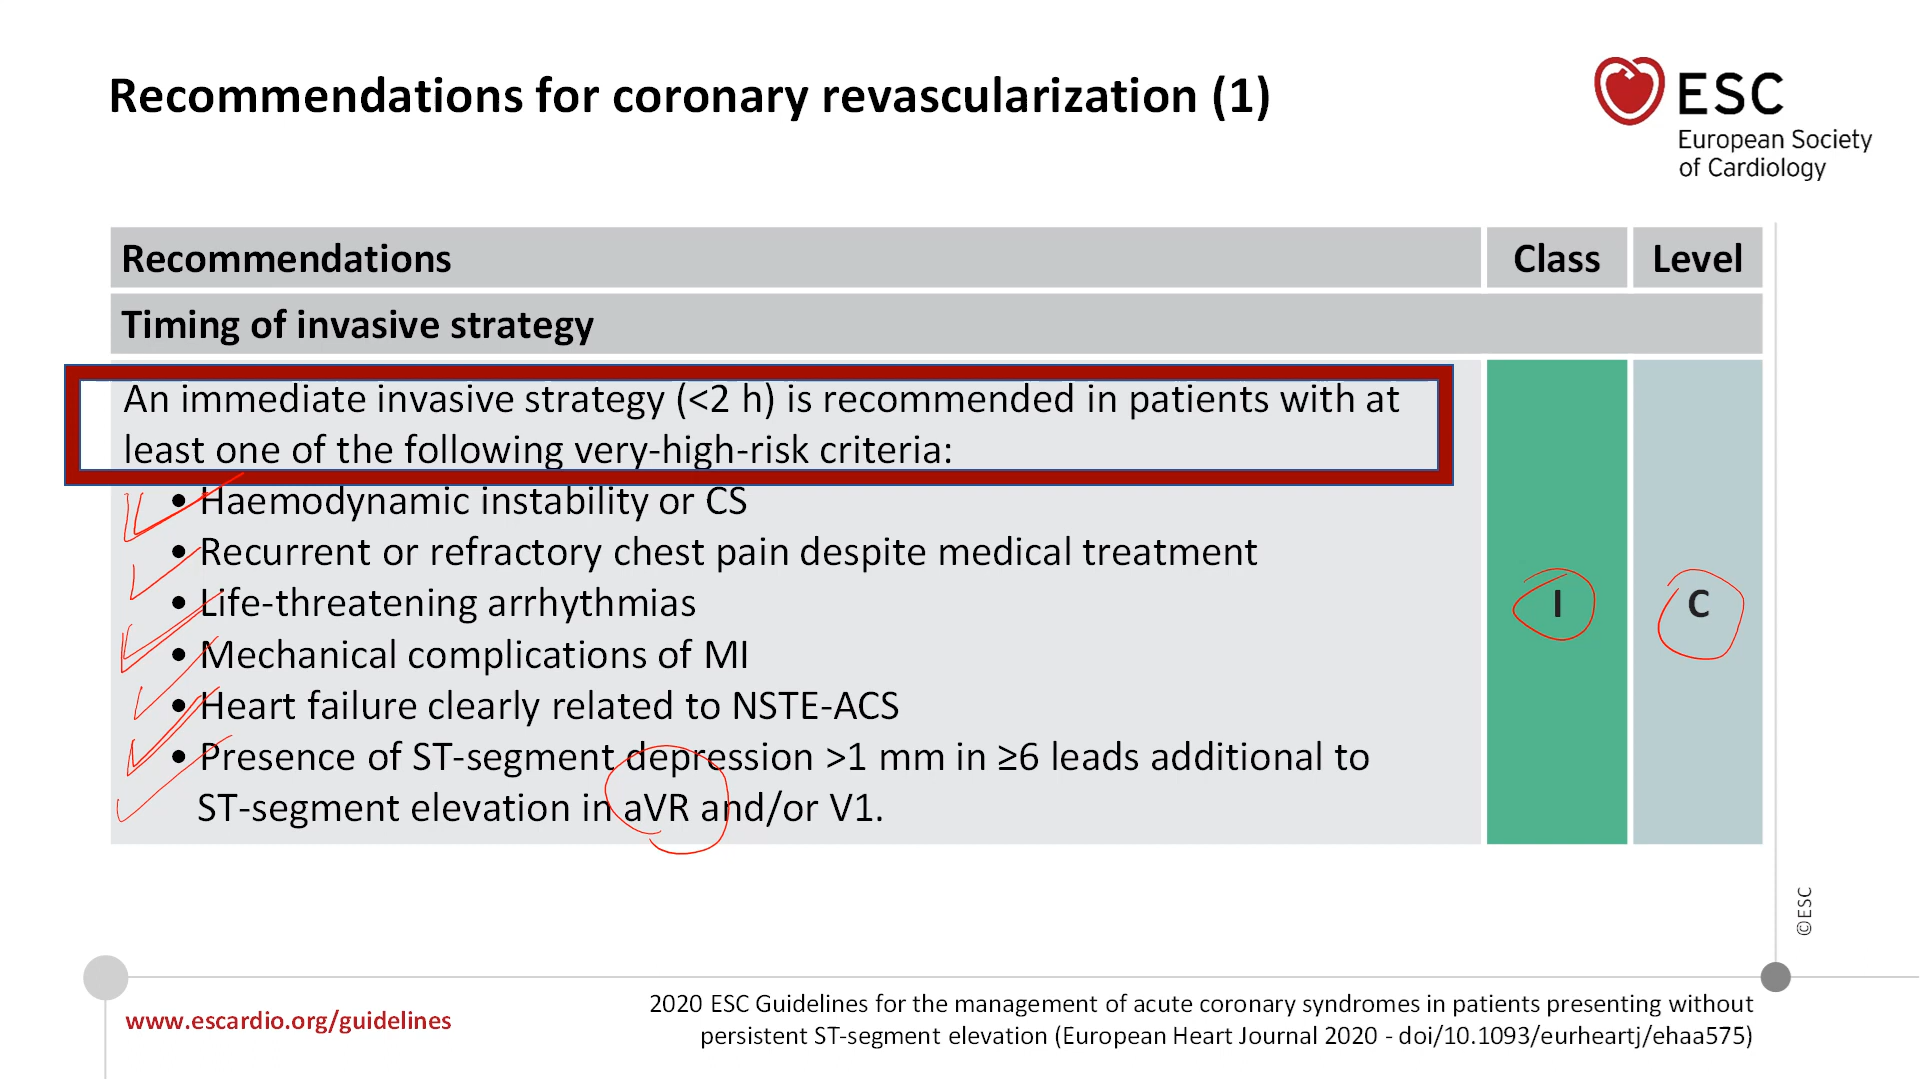 Recommendations for coronary revascularization (1)
ESC
European Society
of Cardiology
Recommendations Class Level
Timing of invasive strategy
An immediate invasive strategy (<2 h) is recommended in patients with at
least one of the following very-high-risk criteria:
• Haemodynamic instability or CS
• Recurrent or refractory chest pain despite medical treatment
• Life-threatening arrhythmias
• Mechanical complications of MI
• Heart failure clearly related to NSTE-ACS
• Presence of ST-segment depression >1 mm in ≥6 leads additional to
ST-segment elevation in aVR and/or V1.
I C
©ESC
www.escardio.org/guidelines
2020 ESC Guidelines for the management of acute coronary syndromes in patients presenting without
persistent ST-segment elevation (European Heart Journal 2020 - doi/10.1093/eurheartj/ehaa575)